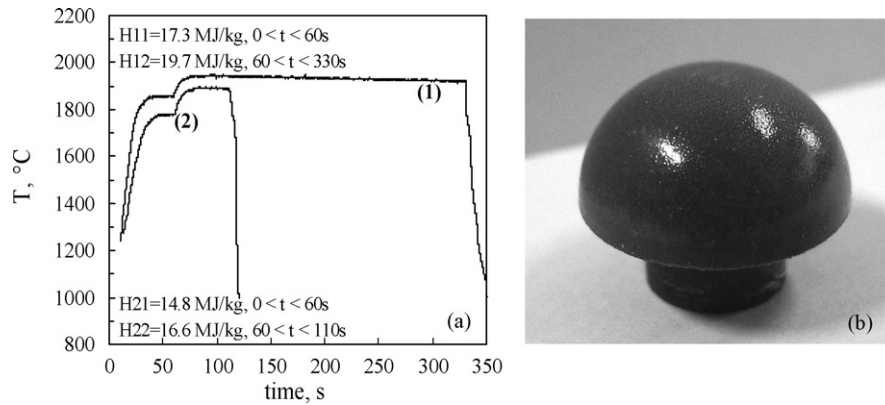 2200
H11=17.3 MJ/kg, 0 < t < 60s
2000
H12=19.7 MJ/kg, 60 < t < 330s
(1)
1800
(2)
T, °C
1600
1400
1200
1000
H21=14.8 MJ/kg, 0 < t < 60s
(a)
H22=16.6 MJ/kg, 60 < t < 110s
800
0 50 100 150 200 250 300 350
time, s
(b)